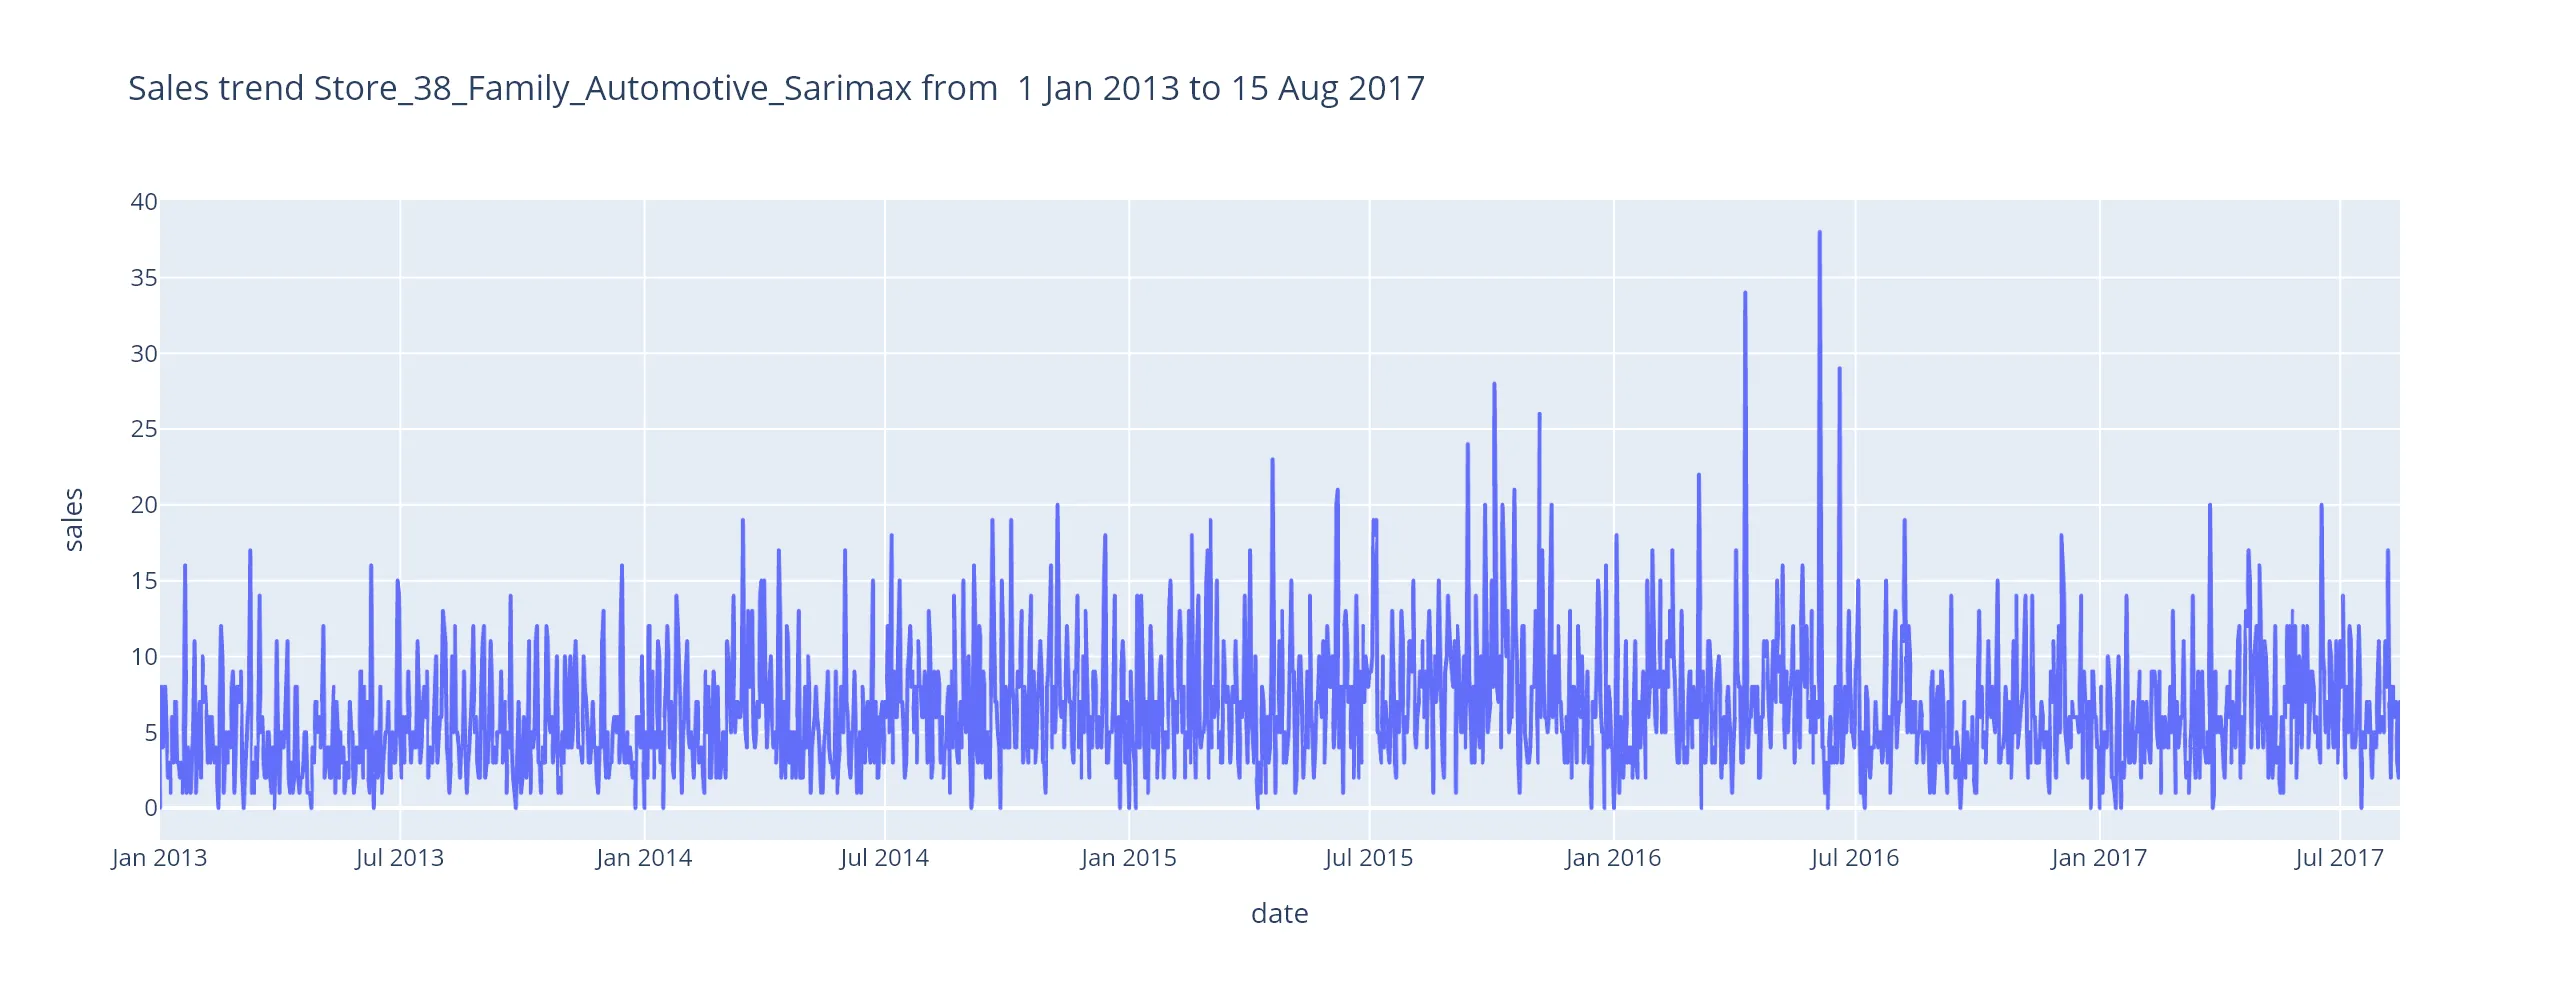 Sales trend Store_38_Family_Automotive_Sarimax from  1 Jan 2013 to 15 Aug 2017
40
35
30
25
20
15
10
5
0
sales
Jan 2013 Jul 2013 Jan 2014 Jul 2014 Jan 2015 Jul 2015 Jan 2016 Jul 2016 Jan 2017 Jul 2017
date